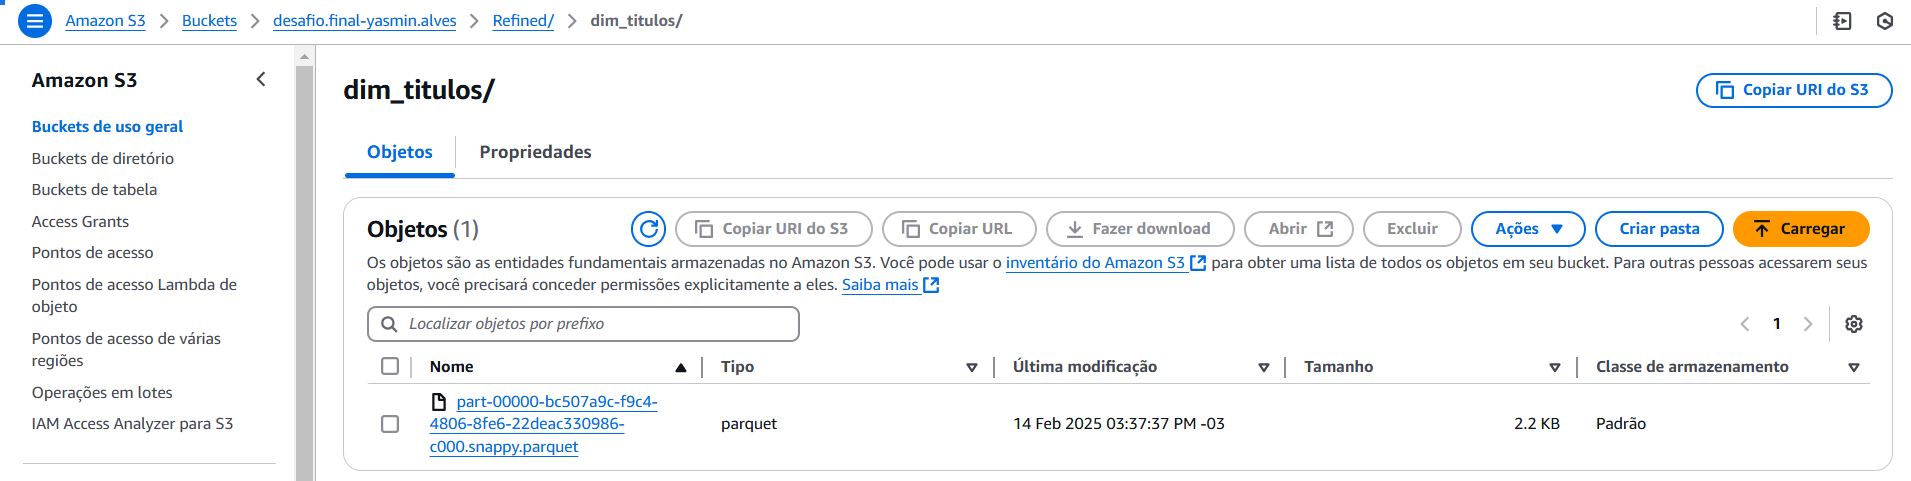 Amazon S3 > Buckets > desafio.final-yasmin.alves > Refined/ > dim_titulos/
Amazon S3
Buckets de uso geral
Buckets de diretório
Buckets de tabela
Access Grants
Pontos de acesso
Pontos de acesso Lambda de
objeto
Pontos de acesso de várias
regiões
Operações em lotes
IAM Access Analyzer para S3
dim_titulos/
Copiar URI do S3
Objetos Propriedades
Objetos (1)
Copiar URI do S3 Copiar URL Fazer download Abrir Excluir Ações Criar pasta Carregar
Os objetos são as entidades fundamentais armazenadas no Amazon S3. Você pode usar o inventário do Amazon S3 para obter uma lista de todos os objetos em seu bucket. Para outras pessoas acessarem seus
objetos, você precisará conceder permissões explicitamente a eles. Saiba mais
Localizar objetos por prefixo
1
Nome Tipo Última modificação Tamanho Classe de armazenamento
part-00000-bc507a9c-f9c4-
4806-8fe6-22deac330986-
c000.snappy.parquet
parquet 14 Feb 2025 03:37:37 PM -03 2.2 KB Padrão